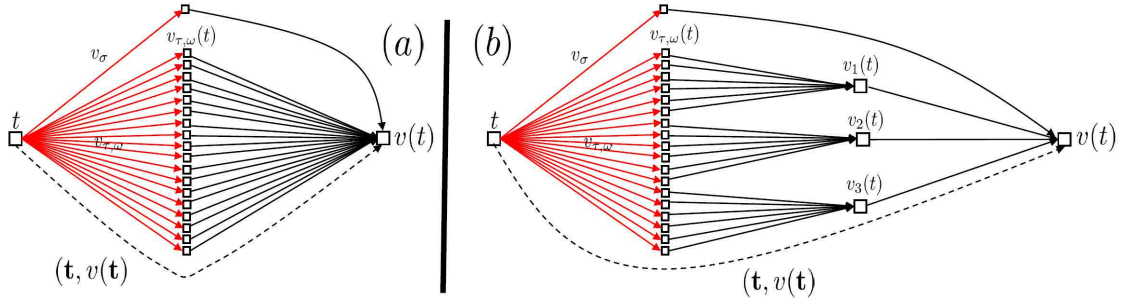 (a)
v_{τ,ω}(t)
v_σ
t
v_{τ,ω}
v(t)
(t, v(t)
(b)
v_{τ,ω}(t)
v_σ
v_1(t)
t
v_{τ,ω}
v_2(t)
v(t)
v_3(t)
(t, v(t)